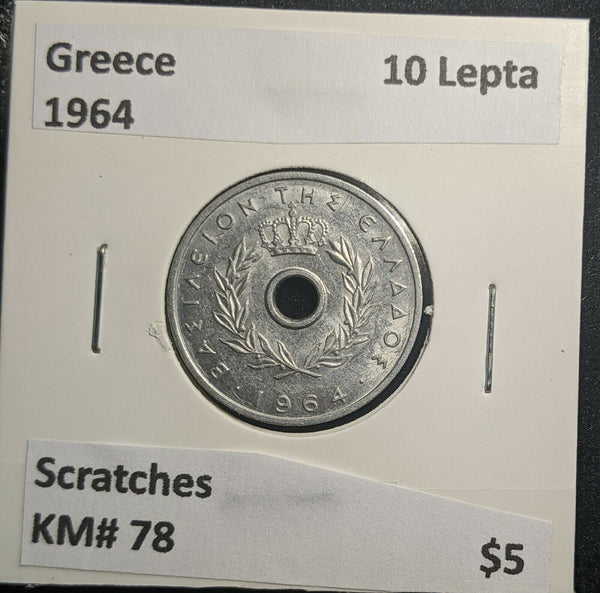 Greece 10 Lepta
1964
ΒΑΣΙΛΕΙΟΝ ΤΗΣ ΕΛΛΑΔΟΣ
· 1964 ·
Scratches
KM# 78
$5